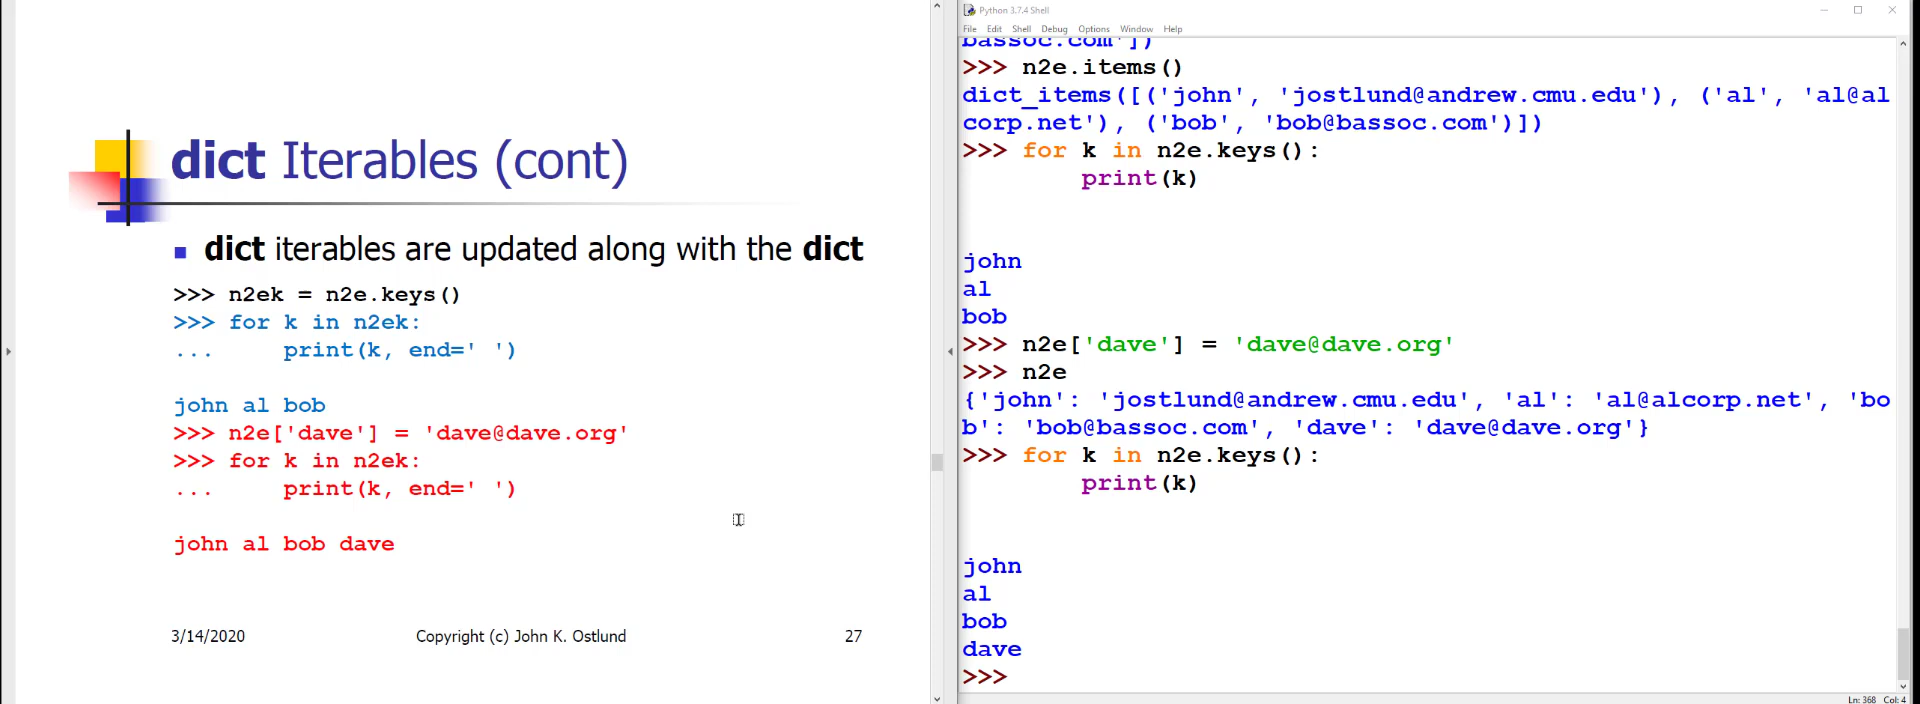 dict Iterables (cont)
dict iterables are updated along with the dict
>>> n2ek = n2e.keys()
>>> for k in n2ek:
...     print(k, end=' ')
john al bob
>>> n2e['dave'] = 'dave@dave.org'
>>> for k in n2ek:
...     print(k, end=' ')
john al bob dave
3/14/2020
Copyright (c) John K. Ostlund
27
Python 3.7.4 Shell
File Edit Shell Debug Options Window Help
bassoc.com'])
>>> n2e.items()
dict_items([('john', 'jostlund@andrew.cmu.edu'), ('al', 'al@al
corp.net'), ('bob', 'bob@bassoc.com')])
>>> for k in n2e.keys():
        print(k)
john
al
bob
>>> n2e['dave'] = 'dave@dave.org'
>>> n2e
{'john': 'jostlund@andrew.cmu.edu', 'al': 'al@alcorp.net', 'bo
b': 'bob@bassoc.com', 'dave': 'dave@dave.org'}
>>> for k in n2e.keys():
        print(k)
john
al
bob
dave
>>>
Ln: 368 Col: 4